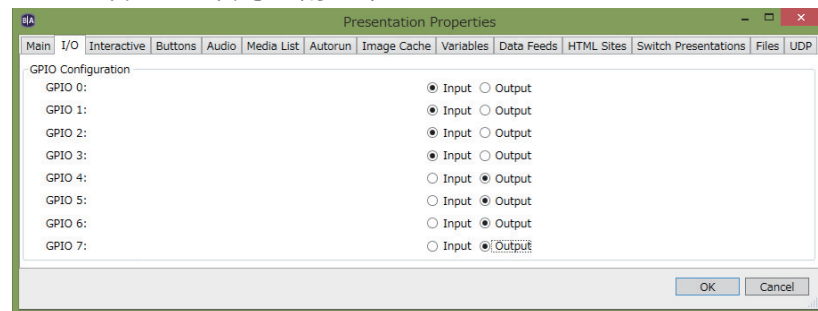 B|A Presentation Properties
Main I/O Interactive Buttons Audio Media List Autorun Image Cache Variables Data Feeds HTML Sites Switch Presentations Files UDP
GPIO Configuration
GPIO 0: Input Output
GPIO 1: Input Output
GPIO 2: Input Output
GPIO 3: Input Output
GPIO 4: Input Output
GPIO 5: Input Output
GPIO 6: Input Output
GPIO 7: Input Output
OK Cancel